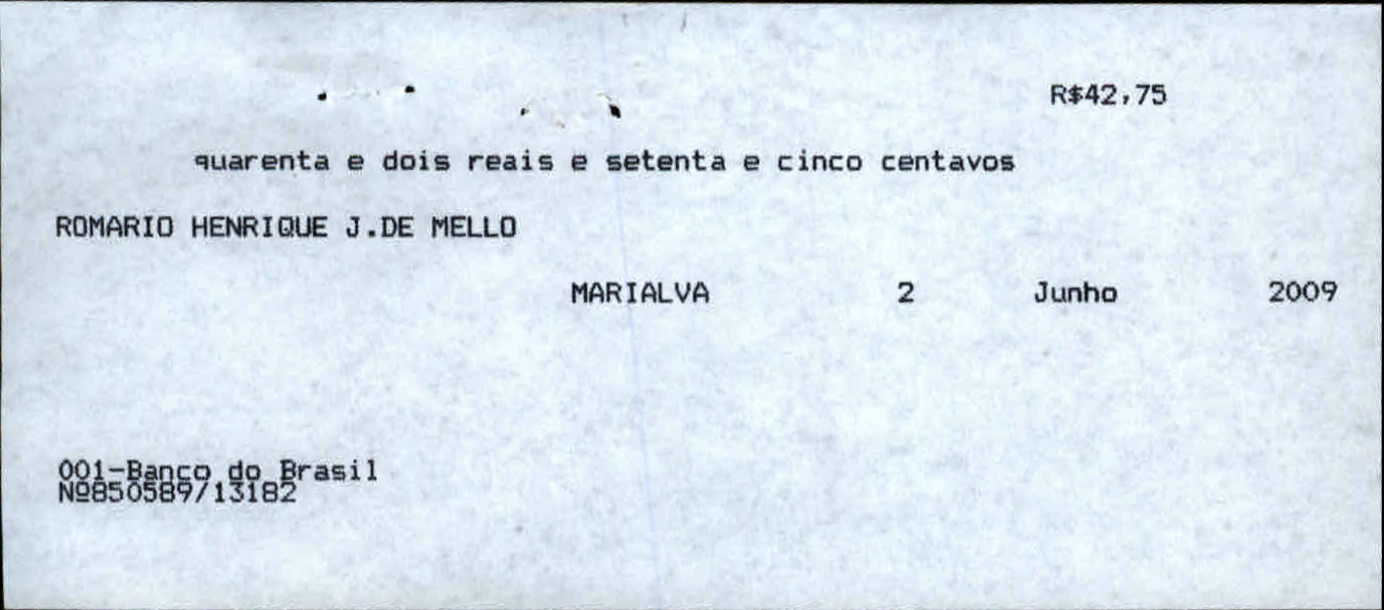 R$42,75
quarenta e dois reais e setenta e cinco centavos
ROMARIO HENRIQUE J.DE MELLO
MARIALVA 2 Junho 2009
001-Banco do Brasil
Nº850589/13182